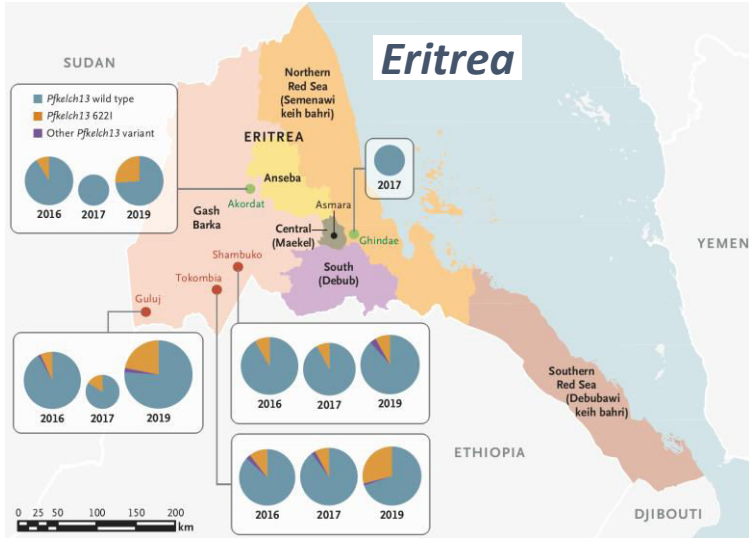 Eritrea
SUDAN
Pfkelch13 wild type
Pfkelch13 622I
Other Pfkelch13 variant
2016 2017 2019
Northern
Red Sea
(Semenawi
keih bahri)
ERITREA
Anseba
Akordat
Gash
Barka
2017
Asmara
Central
(Maekel)
Ghindae
YEMEN
Shambuko
Tokombia
South
(Debub)
Guluj
2016 2017 2019
2016 2017 2019
Southern
Red Sea
(Debubawi
keih bahri)
ETHIOPIA
2016 2017 2019
DJIBOUTI
0 25 50 100 150 200
km